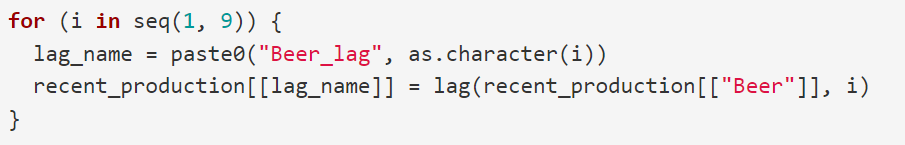 for (i in seq(1, 9)) {
  lag_name = paste0("Beer_lag", as.character(i))
  recent_production[[lag_name]] = lag(recent_production[["Beer"]], i)
}